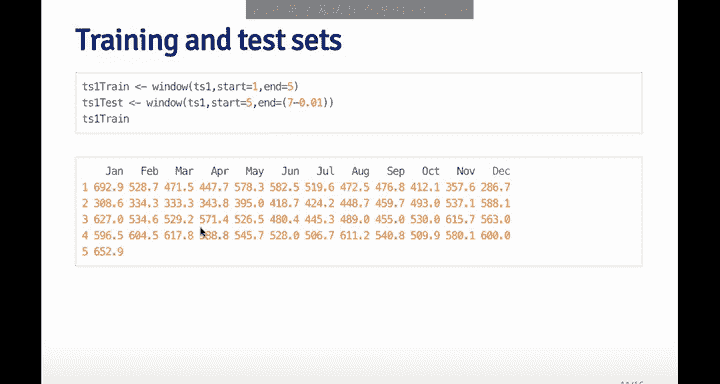 Training and test sets
ts1Train <- window(ts1,start=1,end=5)
ts1Test <- window(ts1,start=5,end=(7-0.01))
ts1Train
Jan Feb Mar Apr May Jun Jul Aug Sep Oct Nov Dec
1 692.9 528.7 471.5 447.7 578.3 582.5 519.6 472.5 476.8 412.1 357.6 286.7
2 308.6 334.3 333.3 343.8 395.0 418.7 424.2 448.7 459.7 493.0 537.1 588.1
3 627.0 534.6 529.2 571.4 526.5 480.4 445.3 489.0 455.0 530.0 615.7 563.0
4 596.5 604.5 617.8 588.8 545.7 528.0 506.7 611.2 540.8 509.9 580.1 600.0
5 652.9